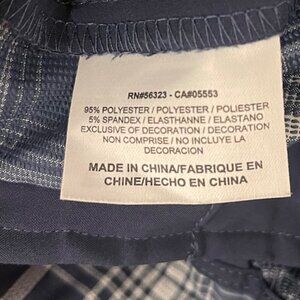 RN#56323 - CA#05553
95% POLYESTER / POLYESTER / POLIESTER
5% SPANDEX / ELASTHANNE / ELASTANO
EXCLUSIVE OF DECORATION / DECORATION
NON COMPRISE / NO INCLUYE LA
DECORACION
MADE IN CHINA/FABRIQUE EN
CHINE/HECHO EN CHINA